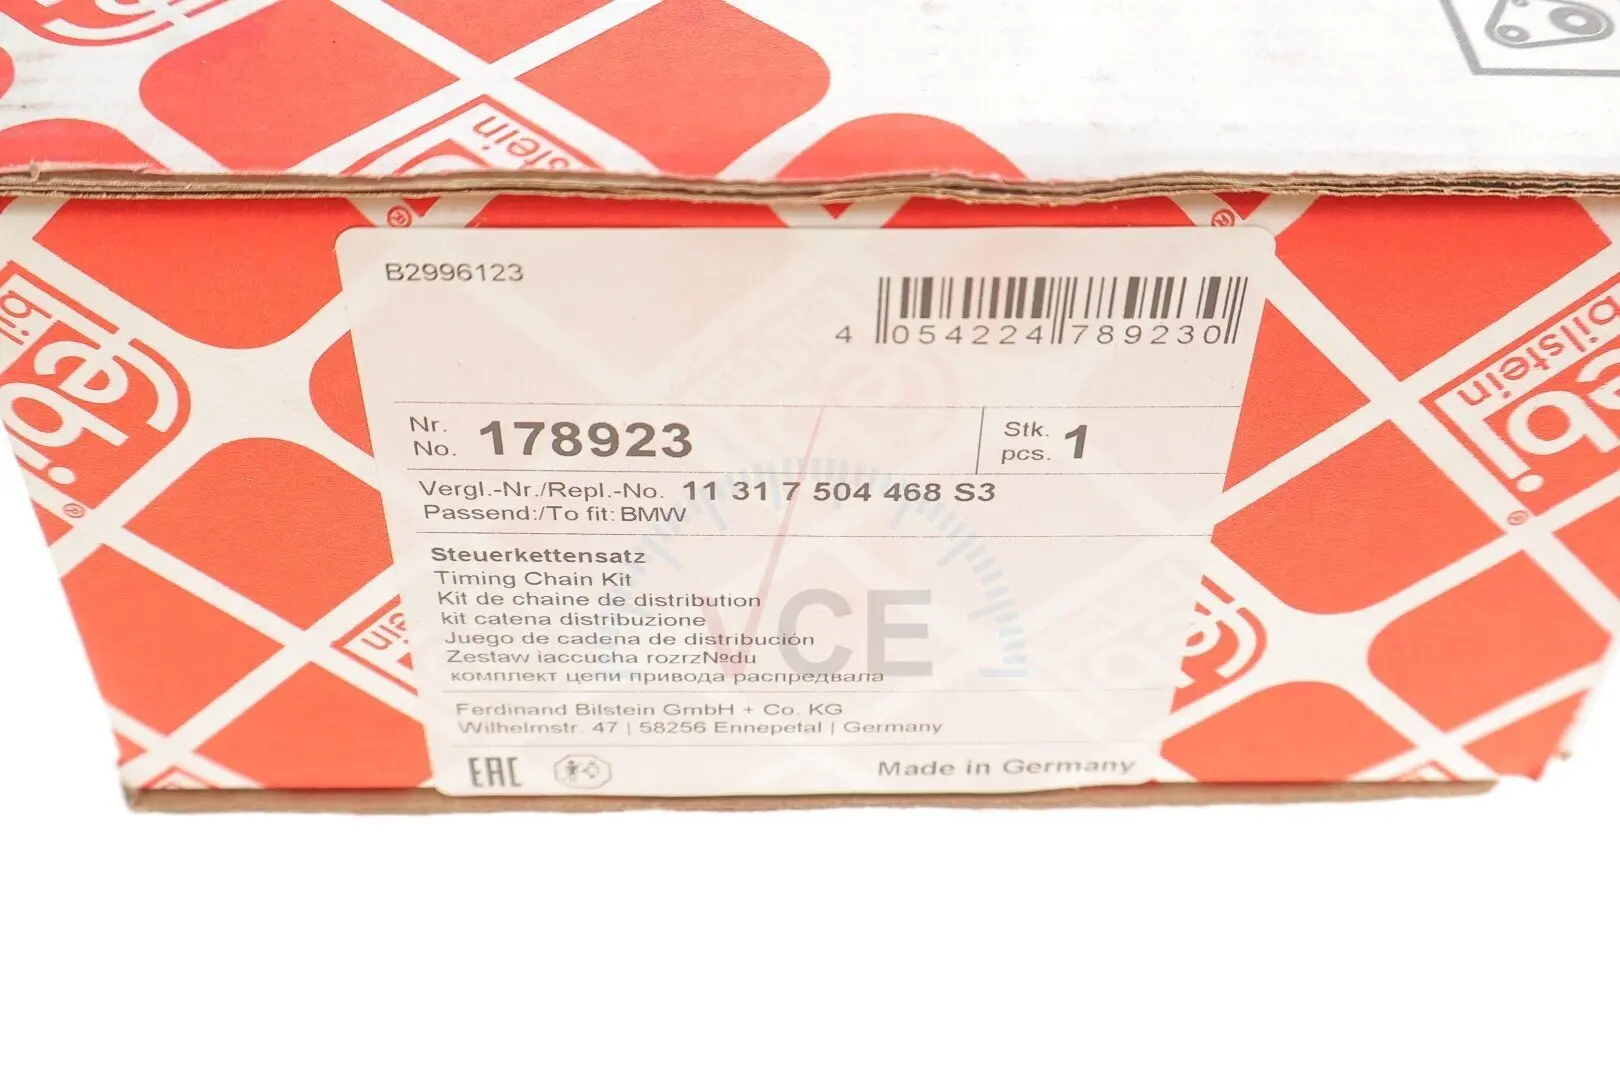 bilstein
B2996123
4 054224 789230
Nr.
No. 178923
Stk.
pcs. 1
Vergl.-Nr./Repl.-No. 11 31 7 504 468 S3
Passend:/To fit: BMW
Steuerkettensatz
Timing Chain Kit
Kit de chaine de distribution
kit catena distribuzione
Juego de cadena de distribución
Zestaw iaccucha rozrz№du
комплект цепи привода распредвала
Ferdinand Bilstein GmbH + Co. KG
Wilhelmstr. 47 | 58256 Ennepetal | Germany
EAC
Made in Germany
VCE
febi
bilstein